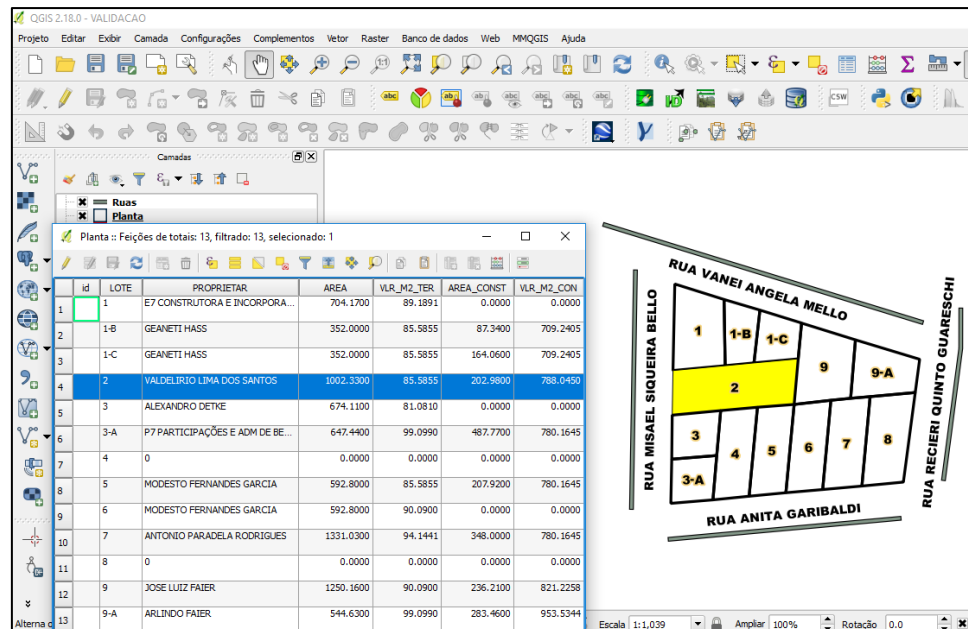 QGIS 2.18.0 - VALIDACAO
Projeto Editar Exibir Camada Configurações Complementos Vetor Raster Banco de dados Web MMQGIS Ajuda
Camadas
Ruas
Planta
Planta :: Feições de totais: 13, filtrado: 13, selecionado: 1
id LOTE PROPRIETAR AREA VLR_M2_TER AREA_CONST VLR_M2_CON
1 1 E7 CONSTRUTORA E INCORPORA... 704.1700 89.1891 0.0000 0.0000
2 1-B GEANETI HASS 352.0000 85.5855 87.3400 709.2405
3 1-C GEANETI HASS 352.0000 85.5855 164.0600 709.2405
4 2 VALDELIRIO LIMA DOS SANTOS 1002.3300 85.5855 202.9800 788.0450
5 3 ALEXANDRO DETKE 674.1100 81.0810 0.0000 0.0000
6 3-A P7 PARTICIPAÇÕES E ADM DE BE... 647.4400 99.0990 487.7700 780.1645
7 4 0 0.0000 0.0000 0.0000 0.0000
8 5 MODESTO FERNANDES GARCIA 592.8000 85.5855 207.9200 780.1645
9 6 MODESTO FERNANDES GARCIA 592.8000 90.0900 0.0000 0.0000
10 7 ANTONIO PARADELA RODRIGUES 1331.0300 94.1441 348.0000 780.1645
11 8 0 0.0000 0.0000 0.0000 0.0000
12 9 JOSE LUIZ FAIER 1250.1600 90.0900 236.2100 821.2258
13 9-A ARLINDO FAIER 544.6300 99.0990 283.4600 953.5344
RUA VANEI ANGELA MELLO
RUA MISAEL SIQUEIRA BELLO
RUA RECIERI QUINTO GUARESCHI
1
1-B
1-C
9
9-A
2
3
4
5
6
7
8
3-A
RUA ANITA GARIBALDI
Alterna o
Escala 1:1,039 Ampliar 100% Rotação 0.0